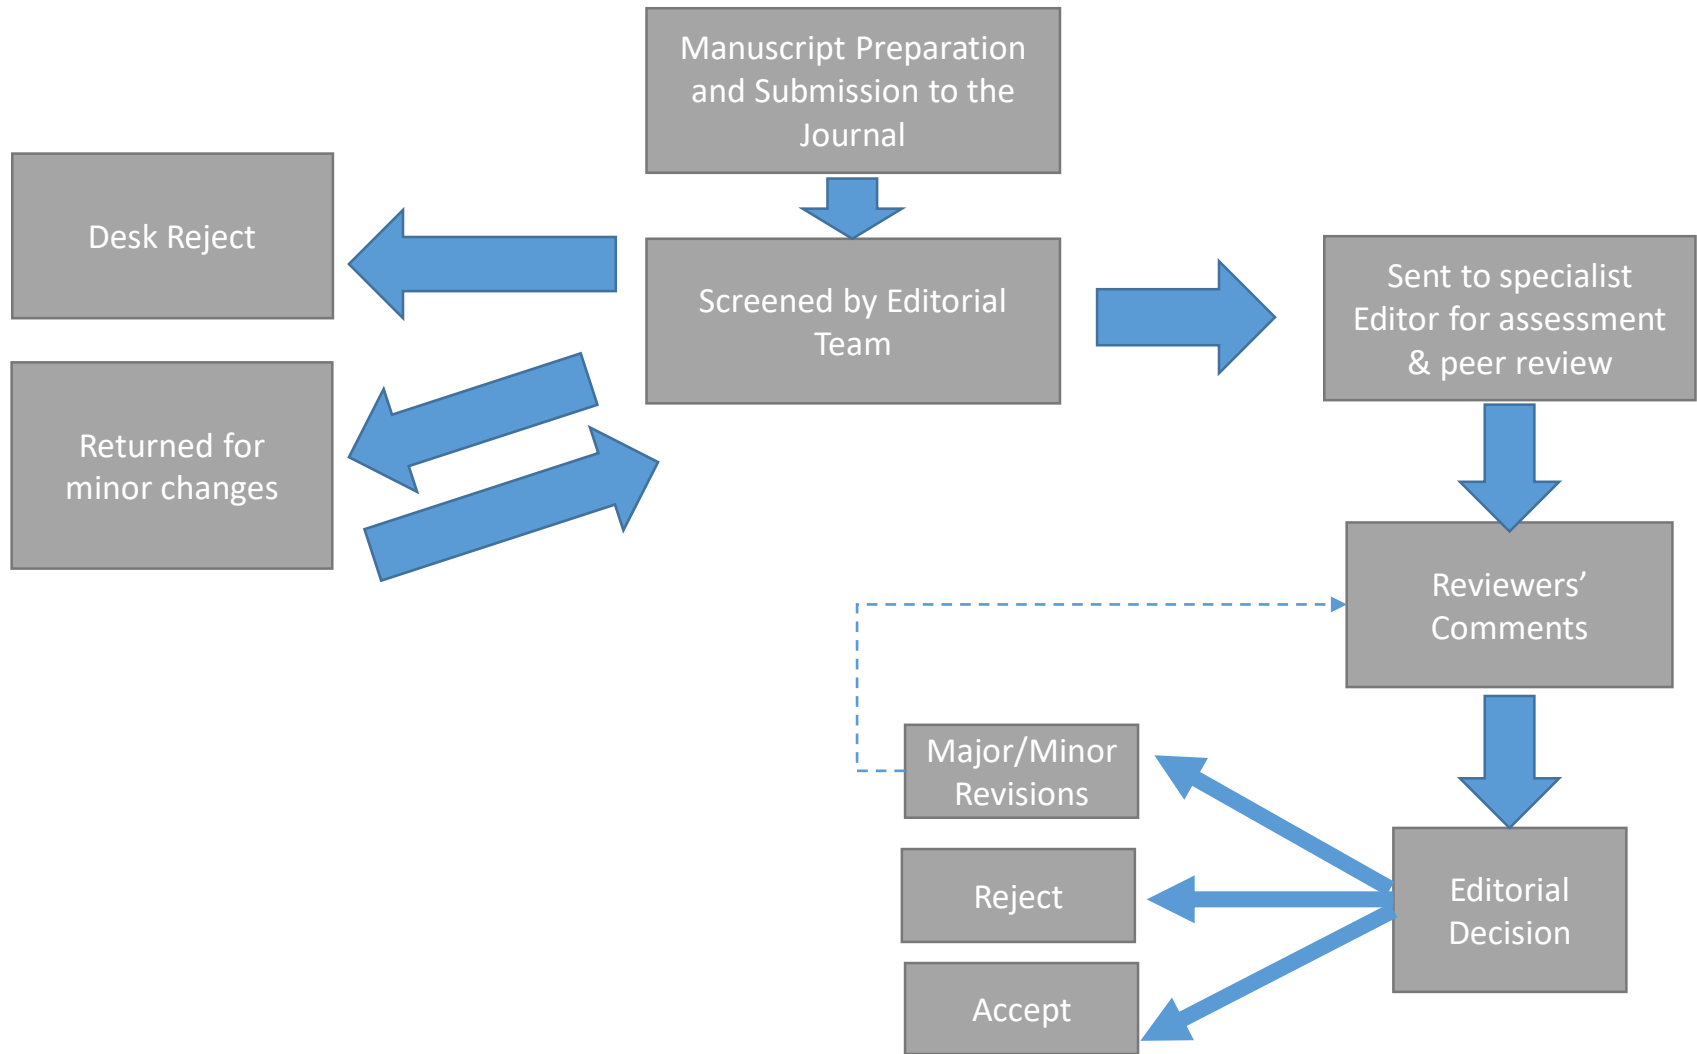 Manuscript Preparation
and Submission to the
Journal
Desk Reject
Screened by Editorial
Team
Sent to specialist
Editor for assessment
& peer review
Returned for
minor changes
Reviewers’
Comments
Major/Minor
Revisions
Reject
Editorial
Decision
Accept